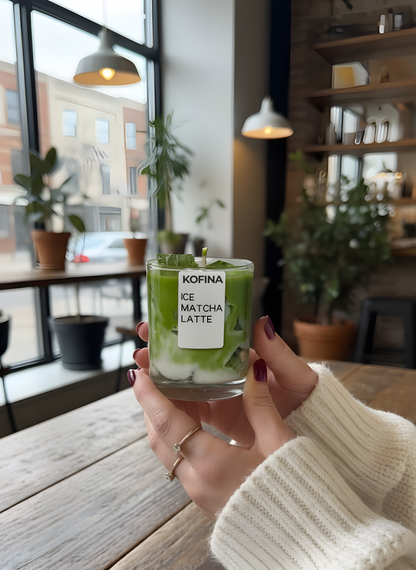 KOFINA
ICE
MATCHA
LATTE